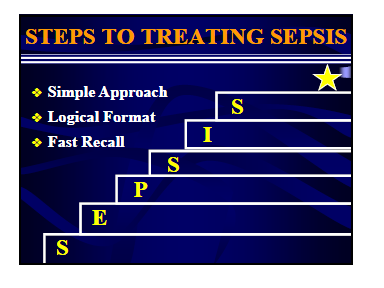 STEPS TO TREATING SEPSIS
❖ Simple Approach
❖ Logical Format
❖ Fast Recall
S
I
S
P
E
S